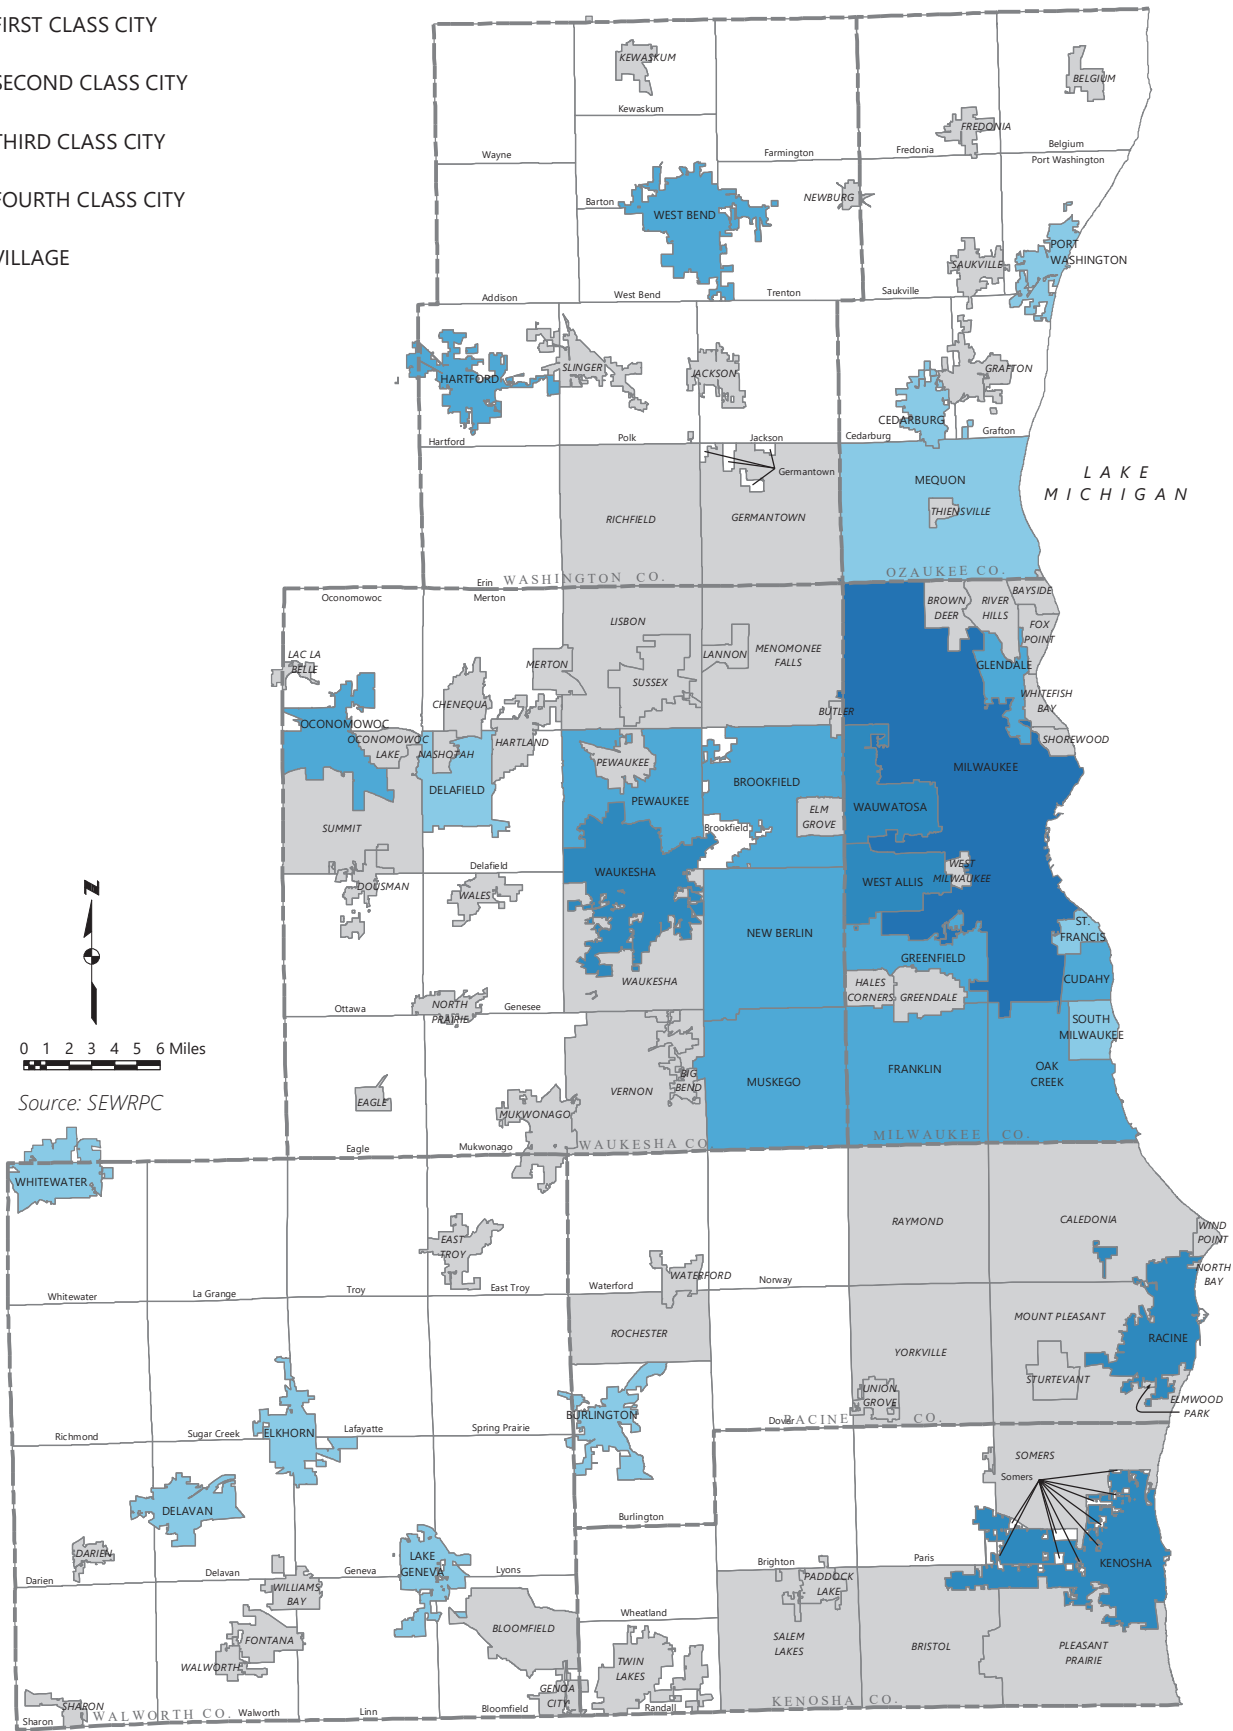 FIRST CLASS CITY
SECOND CLASS CITY
THIRD CLASS CITY
FOURTH CLASS CITY
VILLAGE
KEWASKUM
BELGIUM
Kewaskum
FREDONIA
Wayne
Farmington
Fredonia
Belgium
Port Washington
Barton
WEST BEND
NEWBURG
PORT
WASHINGTON
SAUKVILLE
Addison
West Bend
Trenton
Saukville
HARTFORD
SLINGER
JACKSON
GRAFTON
CEDARBURG
Hartford
Polk
Jackson
Cedarburg
Grafton
Germantown
LAKE
MICHIGAN
MEQUON
THIENSVILLE
RICHFIELD
GERMANTOWN
Erin
WASHINGTON CO.
OZAUKEE CO.
Oconomowoc
Merton
LISBON
BROWN
DEER
RIVER
HILLS
BAYSIDE
FOX
POINT
LAC LA
BELLE
MERTON
SUSSEX
LANNON
MENOMONEE
FALLS
GLENDALE
CHENEQUA
BUTLER
WHITEFISH
BAY
OCONOMOWOC
OCONOMOWOC
LAKE
NASHOTAH
HARTLAND
SHOREWOOD
PEWAUKEE
DELAFIELD
PEWAUKEE
BROOKFIELD
MILWAUKEE
WAUWATOSA
ELM
GROVE
SUMMIT
Brookfield
Delafield
WAUKESHA
WEST ALLIS
WEST
MILWAUKEE
DOUSMAN
WALES
NEW BERLIN
ST.
FRANCIS
GREENFIELD
CUDAHY
WAUKESHA
HALES
CORNERS
GREENDALE
NORTH
PRAIRIE
Ottawa
Genesee
SOUTH
MILWAUKEE
N
0 1 2 3 4 5 6 Miles
Source: SEWRPC
VERNON
BIG
BEND
MUSKEGO
FRANKLIN
OAK
CREEK
EAGLE
MUKWONAGO
Eagle
Mukwonago
WAUKESHA CO
MILWAUKEE CO.
WHITEWATER
RAYMOND
CALEDONIA
WIND
POINT
EAST
TROY
WATERFORD
NORTH
BAY
Whitewater
La Grange
Troy
East Troy
Waterford
Norway
ROCHESTER
MOUNT PLEASANT
RACINE
YORKVILLE
STURTEVANT
UNION
GROVE
ELMWOOD
PARK
BURLINGTON
Dover
RACINE CO.
Richmond
Sugar Creek
ELKHORN
Lafayatte
Spring Prairie
SOMERS
Somers
DELAVAN
Burlington
DARIEN
LAKE
GENEVA
KENOSHA
Darien
Delavan
Geneva
Lyons
Brighton
Paris
WILLIAMS
BAY
PADDOCK
LAKE
Wheatland
FONTANA
BLOOMFIELD
SALEM
LAKES
BRISTOL
PLEASANT
PRAIRIE
WALWORTH
TWIN
LAKES
GENOA
CITY
SHARON
Sharon
WALWORTH CO.
Walworth
Linn
Bloomfield
Randall
KENOSHA CO.